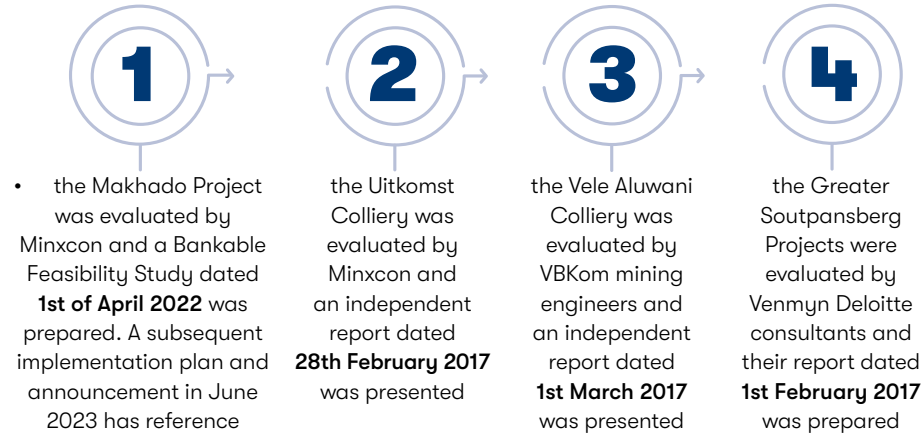 1
• the Makhado Project
was evaluated by
Minxcon and a Bankable
Feasibility Study dated
1st of April 2022 was
prepared. A subsequent
implementation plan and
announcement in June
2023 has reference
2
the Uitkomst
Colliery was
evaluated by
Minxcon and
an independent
report dated
28th February 2017
was presented
3
the Vele Aluwani
Colliery was
evaluated by
VBKom mining
engineers and
an independent
report dated
1st March 2017
was presented
4
the Greater
Soutpansberg
Projects were
evaluated by
Venmyn Deloitte
consultants and
their report dated
1st February 2017
was prepared